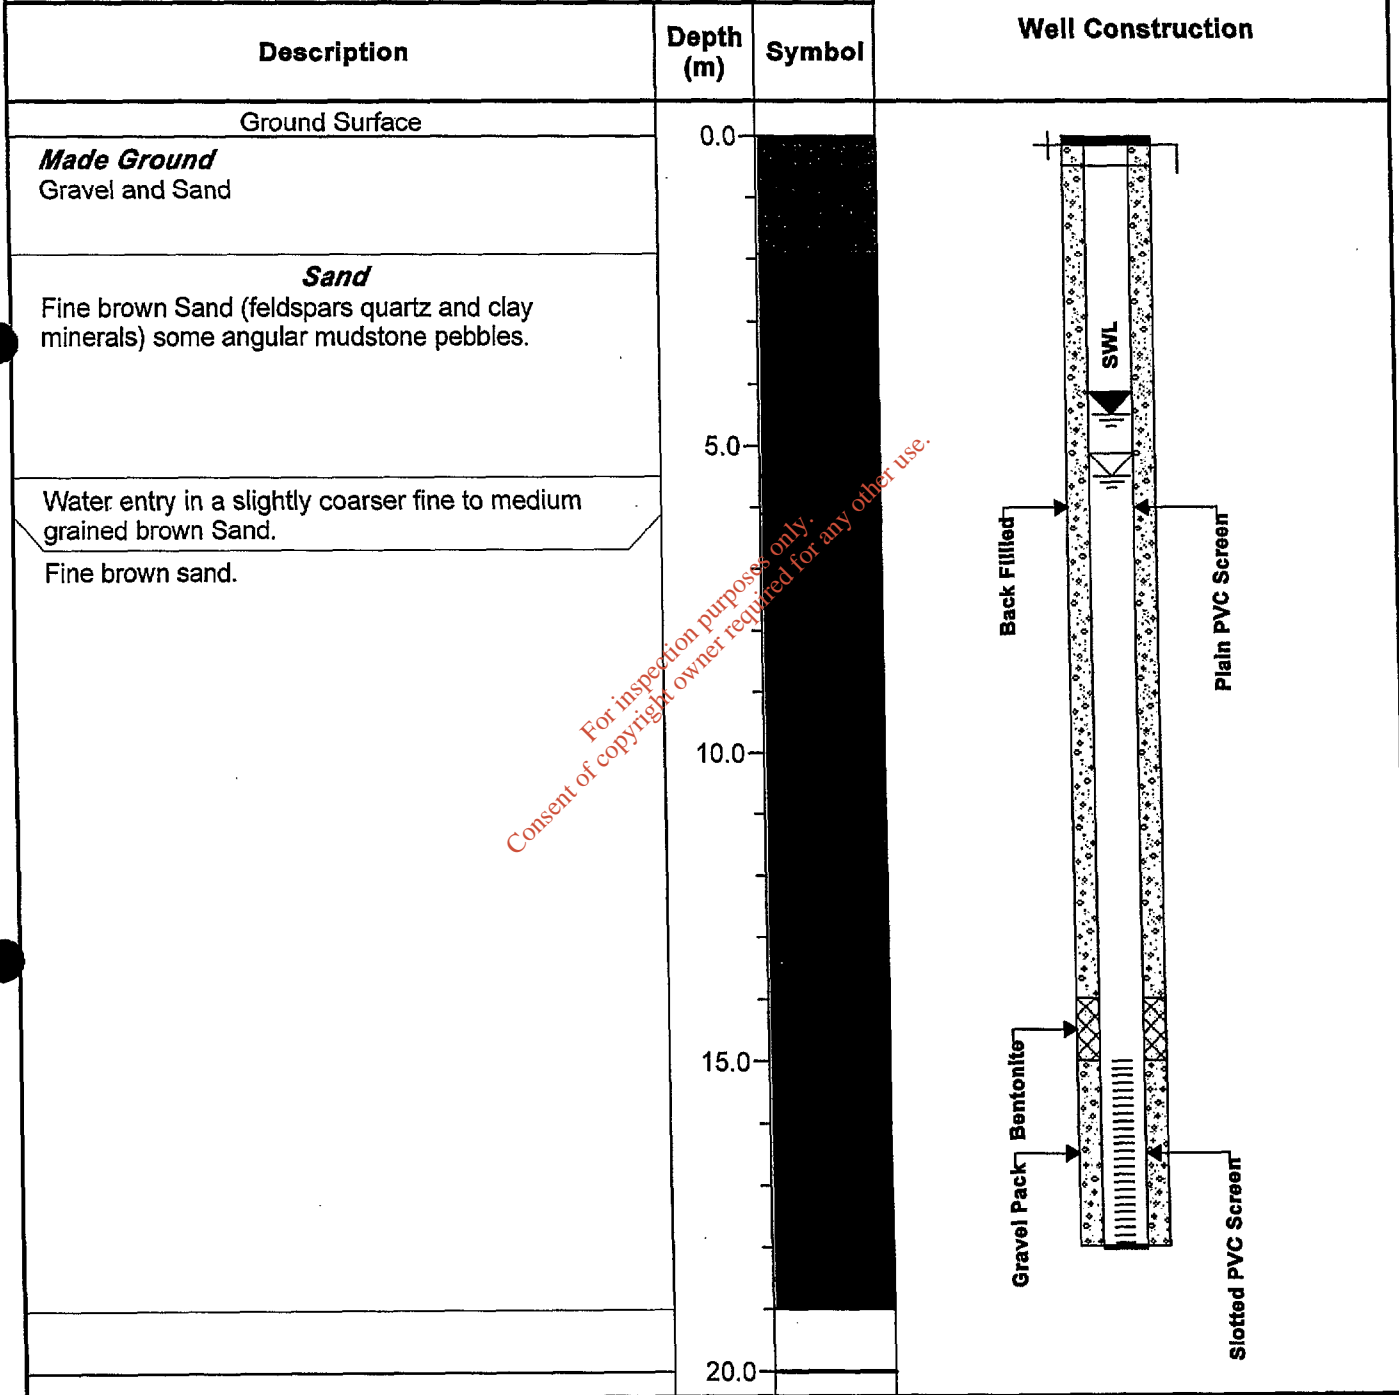 Description
Depth
(m)
Symbol
Well Construction
Ground Surface
Made Ground
Gravel and Sand
Sand
Fine brown Sand (feldspars quartz and clay
minerals) some angular mudstone pebbles.
Water entry in a slightly coarser fine to medium
grained brown Sand.
Fine brown sand.
0.0
5.0
10.0
15.0
20.0
SWL
Back Filled
Plain PVC Screen
Bentonite
Gravel Pack
Slotted PVC Screen
For inspection purposes only.
Consent of copyright owner required for any other use.